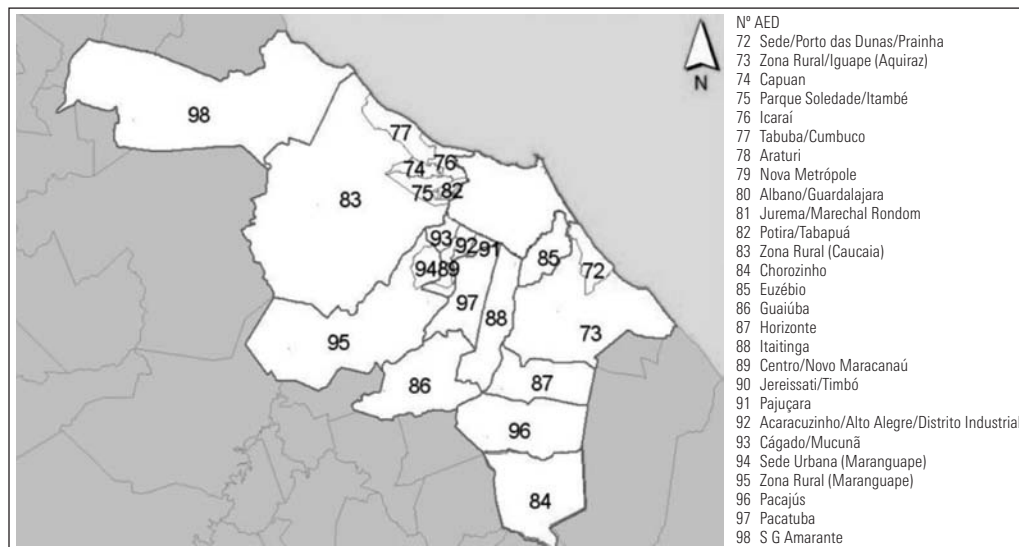 Nº AED
72 Sede/Porto das Dunas/Prainha
73 Zona Rural/Iguape (Aquiraz)
74 Capuan
75 Parque Soledade/Itambé
76 Icaraí
77 Tabuba/Cumbuco
78 Araturi
79 Nova Metrópole
80 Albano/Guardalajara
81 Jurema/Marechal Rondom
82 Potira/Tabapuá
83 Zona Rural (Caucaia)
84 Chorozinho
85 Euzébio
86 Guaiúba
87 Horizonte
88 Itaitinga
89 Centro/Novo Maracanaú
90 Jereissati/Timbó
91 Pajuçara
92 Acaracuzinho/Alto Alegre/Distrito Industrial
93 Cágado/Mucunã
94 Sede Urbana (Maranguape)
95 Zona Rural (Maranguape)
96 Pacajús
97 Pacatuba
98 S G Amarante
N
98
77
76
74
75
82
83
93
92
91
94
89
85
72
97
88
73
95
86
87
96
84